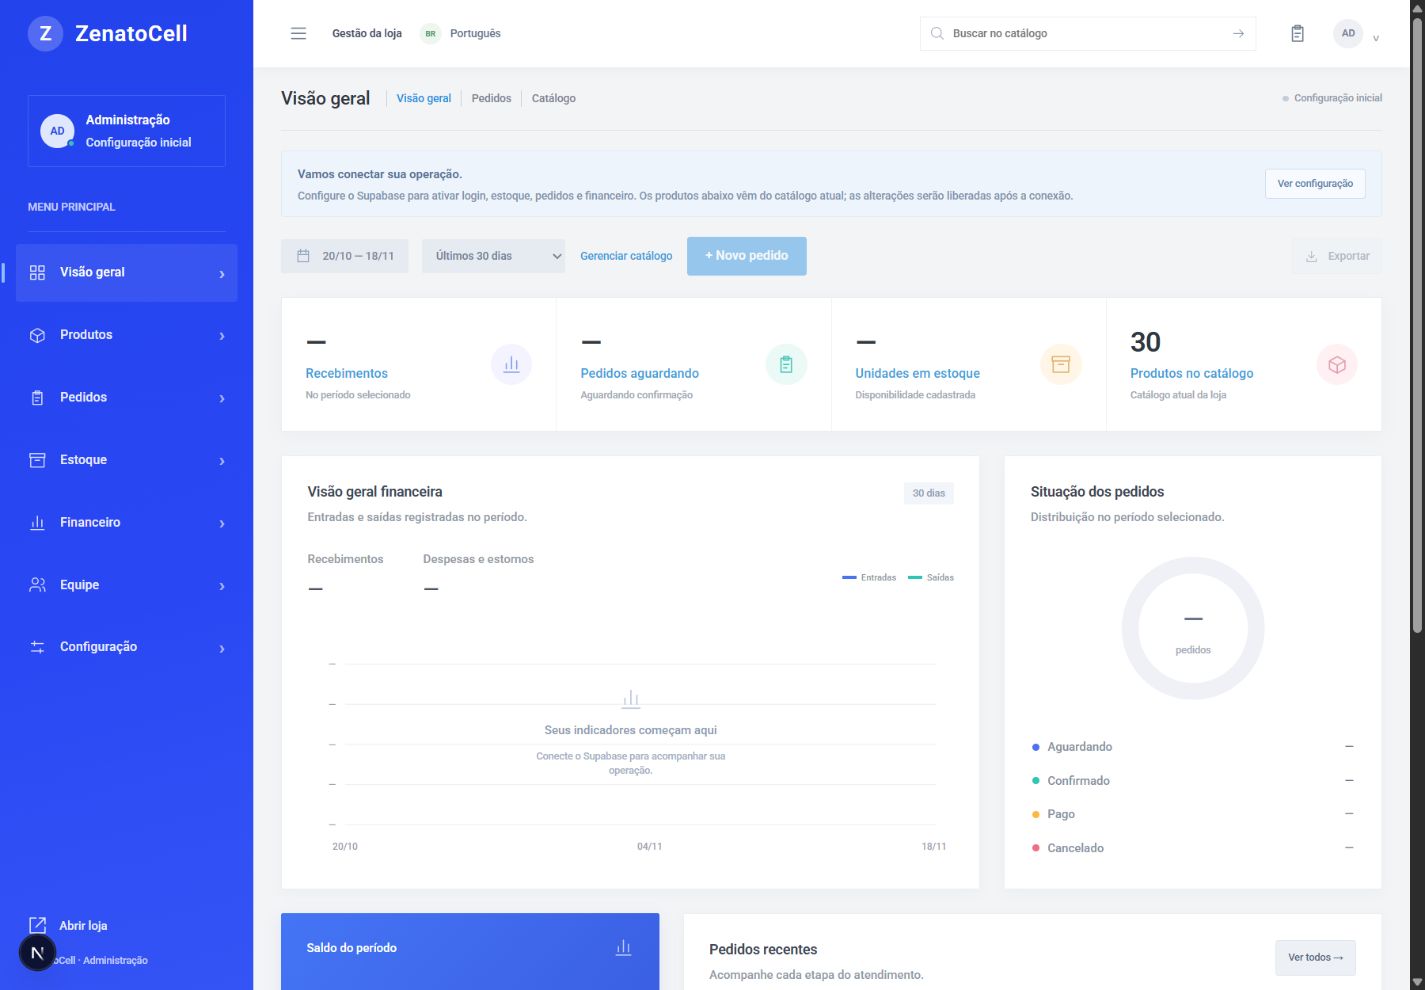 Z ZenatoCell
AD
Administração
Configuração inicial
MENU PRINCIPAL
Visão geral
Produtos
Pedidos
Estoque
Financeiro
Equipe
Configuração
Abrir loja
N
Cell · Administração
Gestão da loja
BR Português
Buscar no catálogo
AD
Visão geral
Visão geral
Pedidos
Catálogo
Configuração inicial
Vamos conectar sua operação.
Configure o Supabase para ativar login, estoque, pedidos e financeiro. Os produtos abaixo vêm do catálogo atual; as alterações serão liberadas após a conexão.
Ver configuração
20/10 — 18/11
Últimos 30 dias
Gerenciar catálogo
+ Novo pedido
Exportar
—
Recebimentos
No período selecionado
—
Pedidos aguardando
Aguardando confirmação
—
Unidades em estoque
Disponibilidade cadastrada
30
Produtos no catálogo
Catálogo atual da loja
Visão geral financeira
30 dias
Entradas e saídas registradas no período.
Recebimentos
—
Despesas e estornos
—
Entradas
Saídas
–
–
–
–
–
Seus indicadores começam aqui
Conecte o Supabase para acompanhar sua
operação.
20/10
04/11
18/11
Situação dos pedidos
Distribuição no período selecionado.
—
pedidos
Aguardando —
Confirmado —
Pago —
Cancelado —
Saldo do período
Pedidos recentes
Acompanhe cada etapa do atendimento.
Ver todos →